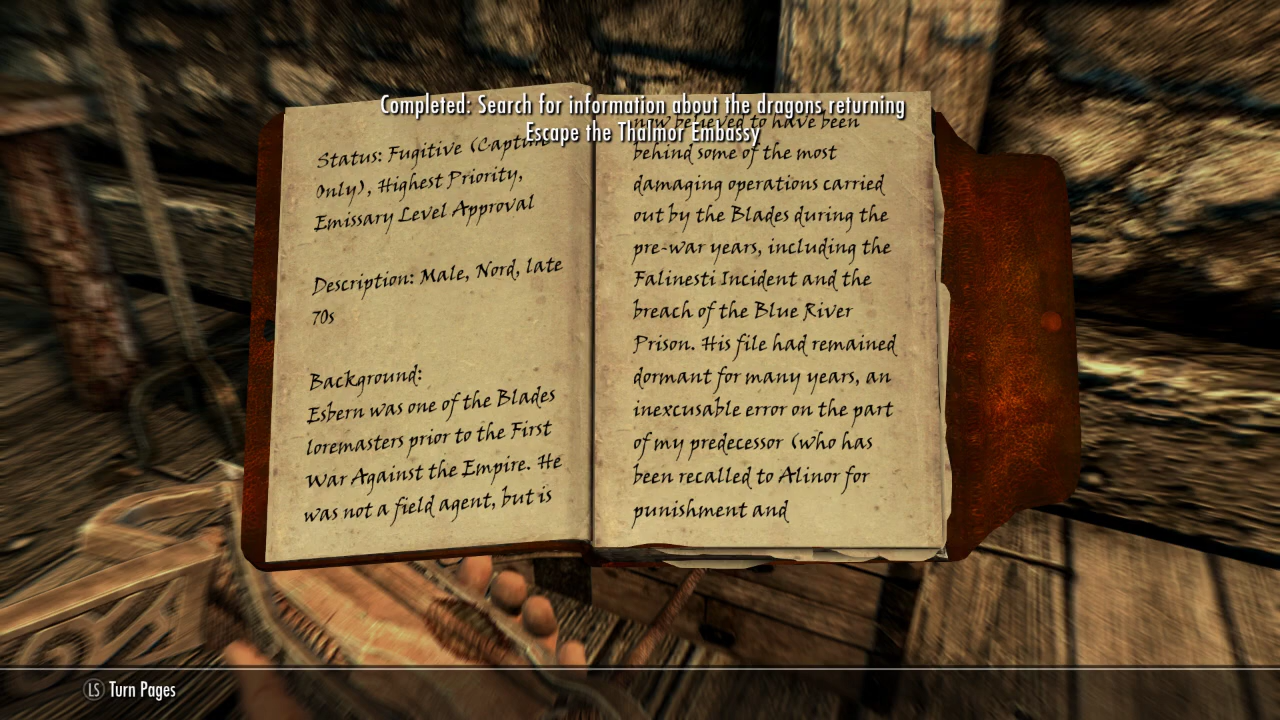 Completed: Search for information about the dragons returning
Escape the Thalmor Embassy
Status: Fugitive (Capture
Only), Highest Priority,
Emissary Level Approval
Description: Male, Nord, late
70s
Background:
Esbern was one of the Blades
loremasters prior to the First
War Against the Empire. He
was not a field agent, but is
now believed to have been
behind some of the most
damaging operations carried
out by the Blades during the
pre-war years, including the
Falinesti Incident and the
breach of the Blue River
Prison. His file had remained
dormant for many years, an
inexcusable error on the part
of my predecessor (who has
been recalled to Alinor for
punishment and
LS Turn Pages